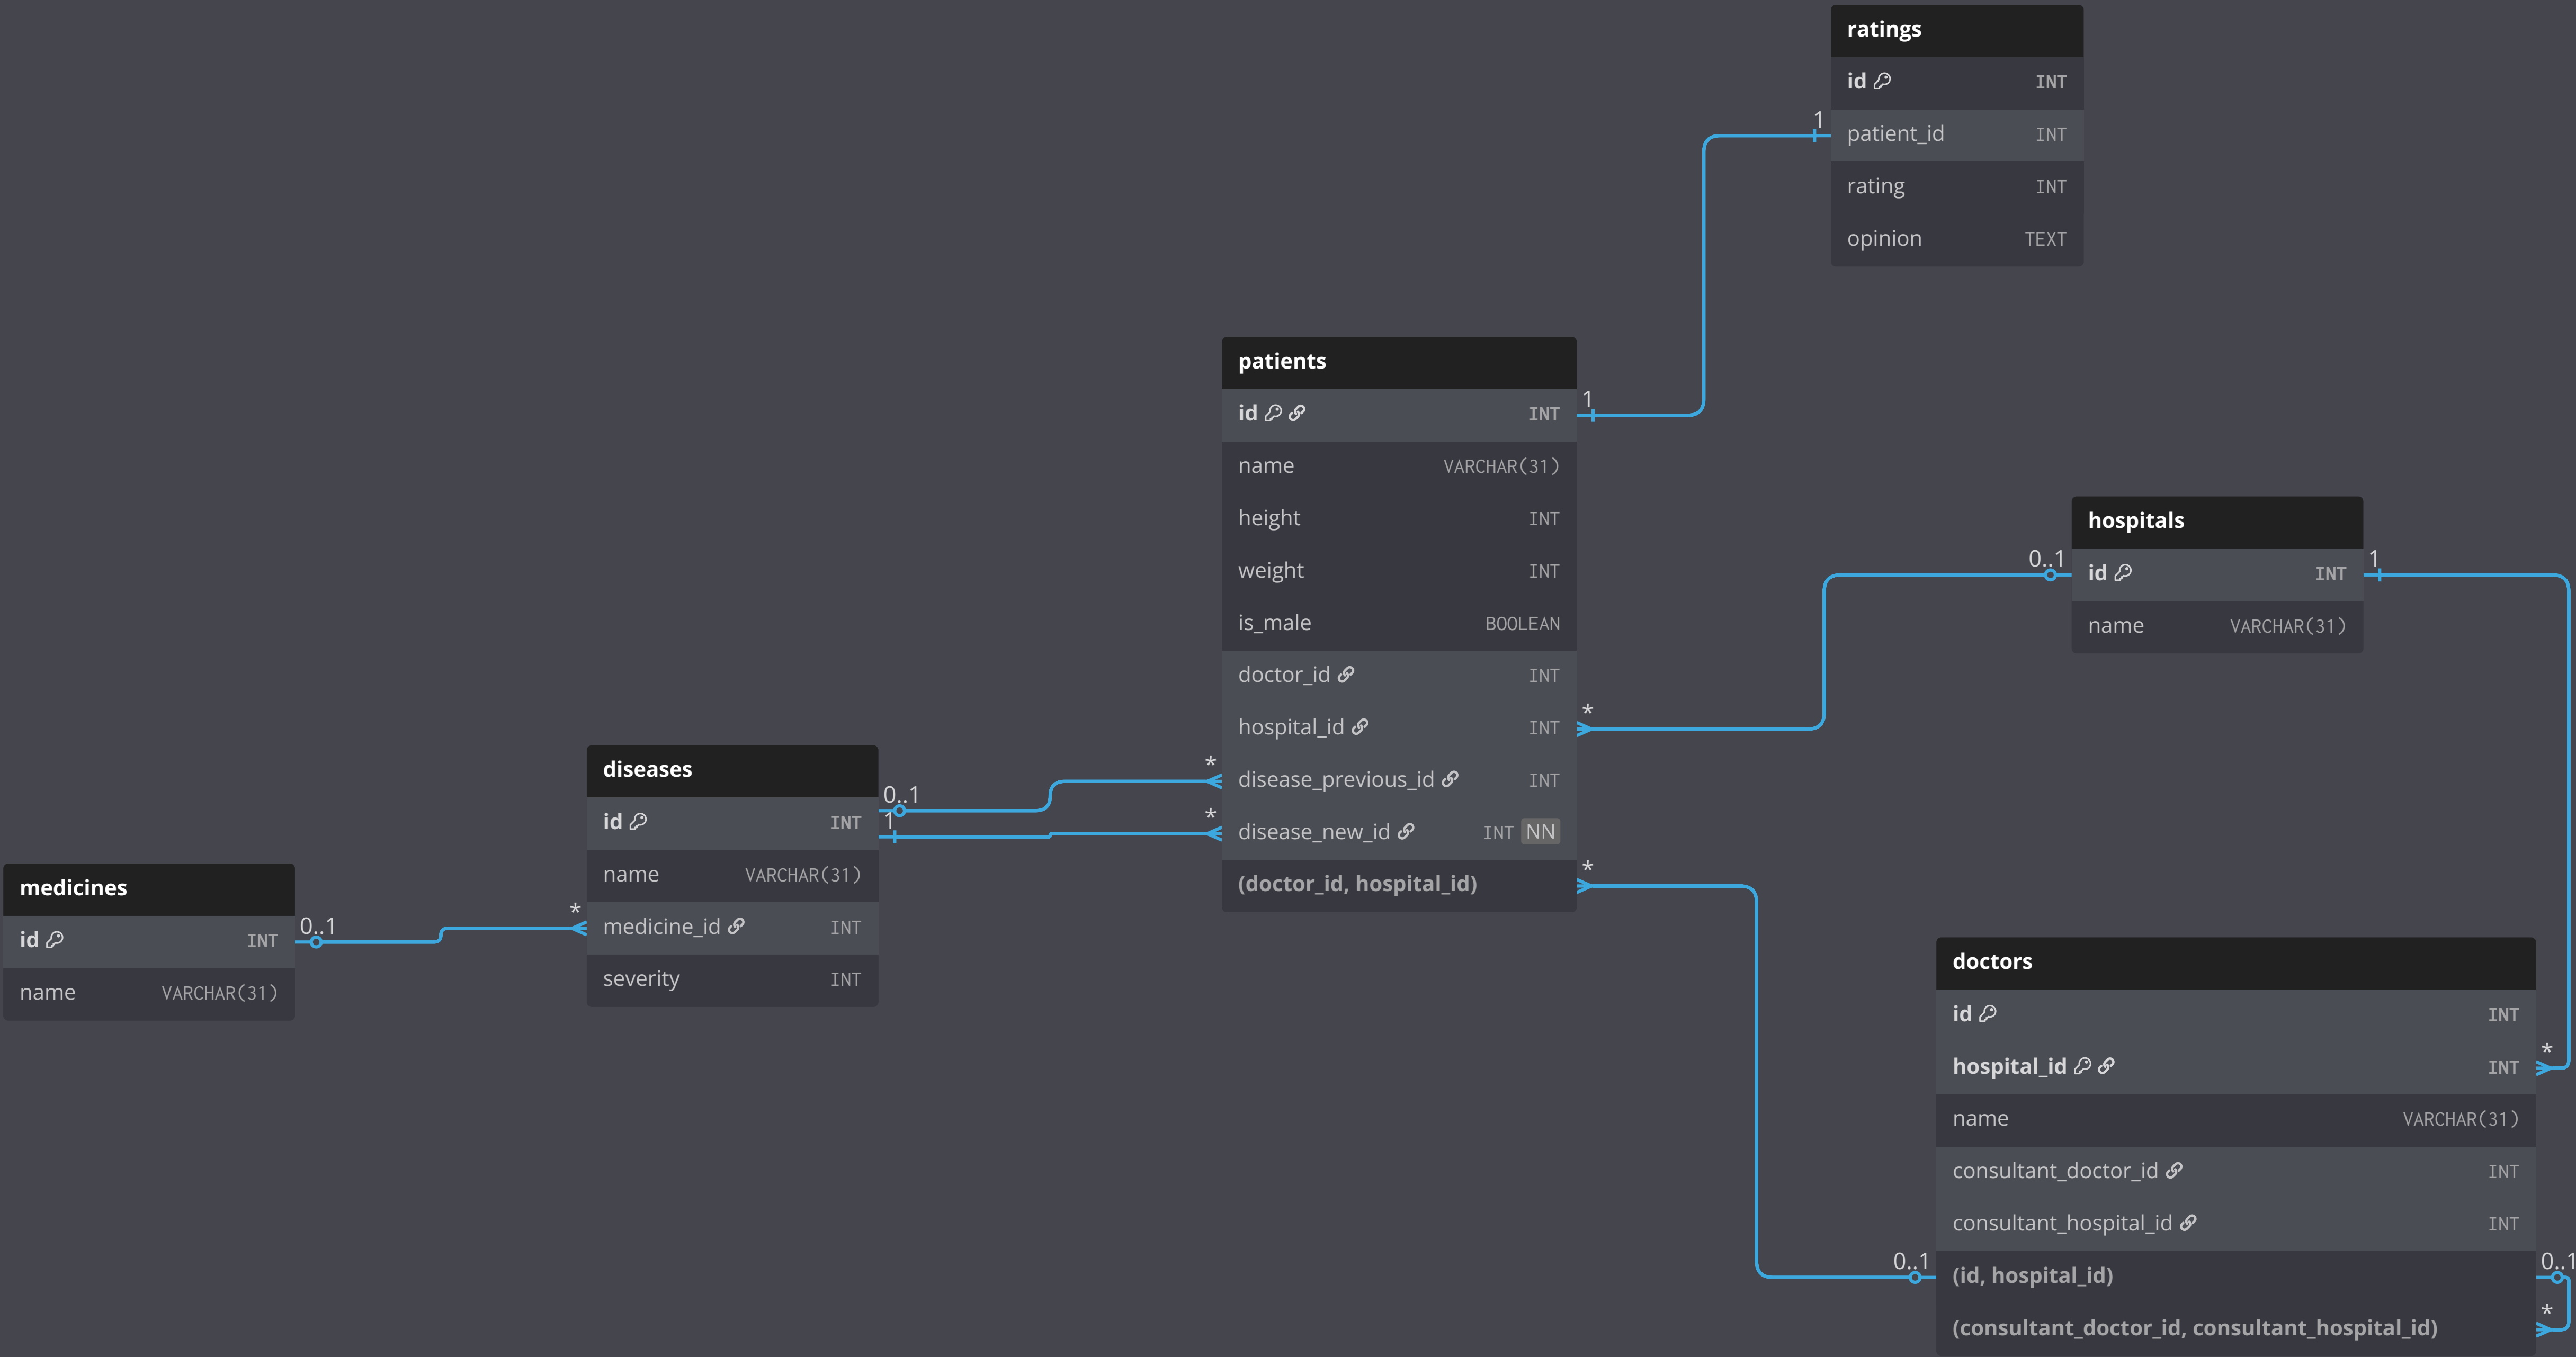 ratings
id INT
patient_id INT
rating INT
opinion TEXT
1
1
patients
id INT
name VARCHAR(31)
height INT
weight INT
is_male BOOLEAN
doctor_id INT
hospital_id INT
disease_previous_id INT
disease_new_id INT NN
(doctor_id, hospital_id)
*
*
*
*
hospitals
id INT
name VARCHAR(31)
0..1
1
diseases
id INT
name VARCHAR(31)
medicine_id INT
severity INT
0..1
1
*
medicines
id INT
name VARCHAR(31)
0..1
doctors
id INT
hospital_id INT
name VARCHAR(31)
consultant_doctor_id INT
consultant_hospital_id INT
(id, hospital_id)
(consultant_doctor_id, consultant_hospital_id)
*
0..1
0..1
*